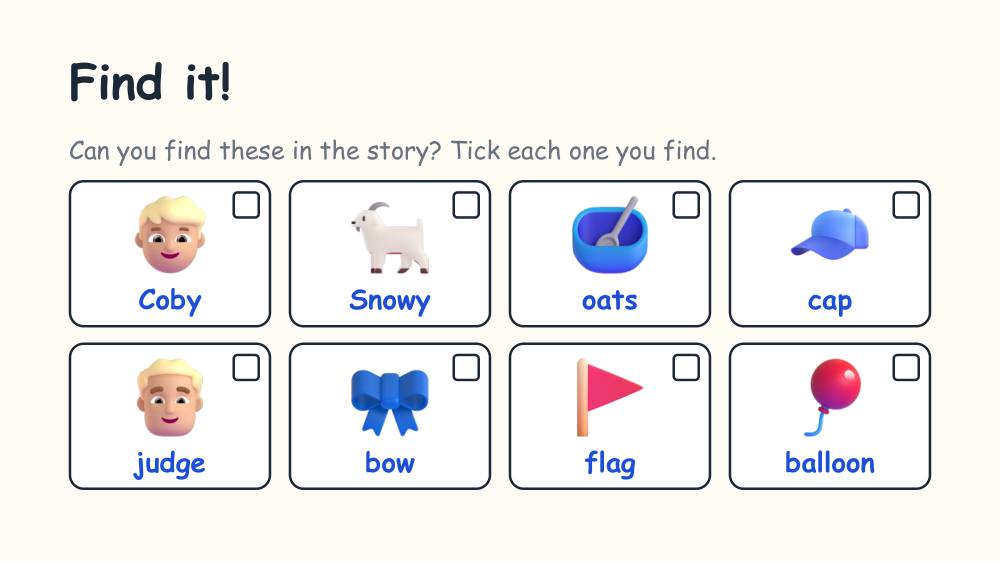 Find it!
Can you find these in the story? Tick each one you find.
Coby
Snowy
oats
cap
judge
bow
flag
balloon